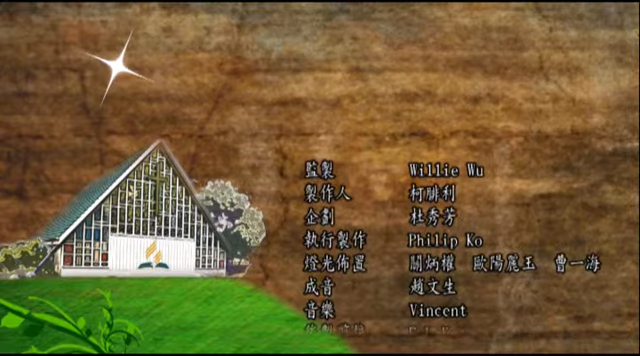 監製 Willie Wu
製作人 柯腓利
企劃 杜秀芳
執行製作 Philip Ko
燈光佈置 關炳權 歐陽麗玉 曹一海
成音 趙文生
音樂 Vincent